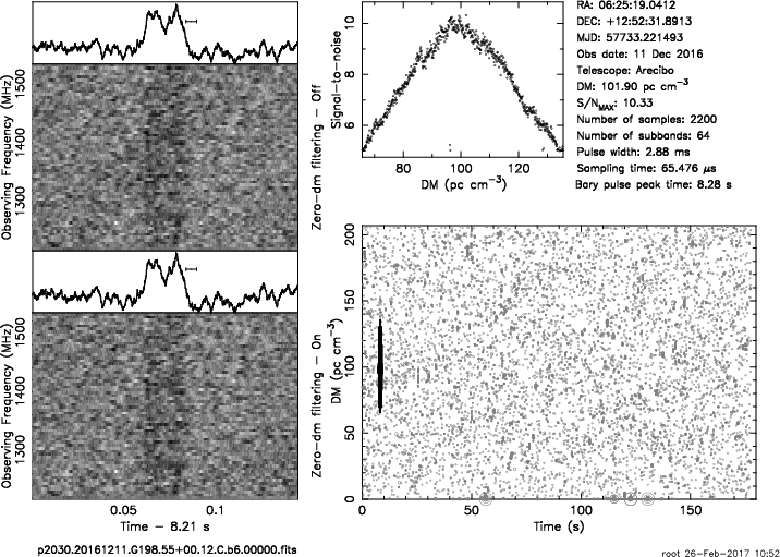 Observing Frequency (MHz)
1300 1400 1500
Zero-dm filtering - Off
Observing Frequency (MHz)
1300 1400 1500
Zero-dm filtering - On
0.05 0.1
Time - 8.21 s
p2030.20161211.G198.55+00.12.C.b6.00000.fits
Signal-to-noise
6 8 10
80 100 120
DM (pc cm-3)
RA: 06:25:19.0412
DEC: +12:52:31.8913
MJD: 57733.221493
Obs date: 11 Dec 2016
Telescope: Arecibo
DM: 101.90 pc cm-3
S/NMAX: 10.33
Number of samples: 2200
Number of subbands: 64
Pulse width: 2.88 ms
Sampling time: 65.476 μs
Bary pulse peak time: 8.28 s
DM (pc cm-3)
0 50 100 150 200
0 50 100 150
Time (s)
root 26-Feb-2017 10:52